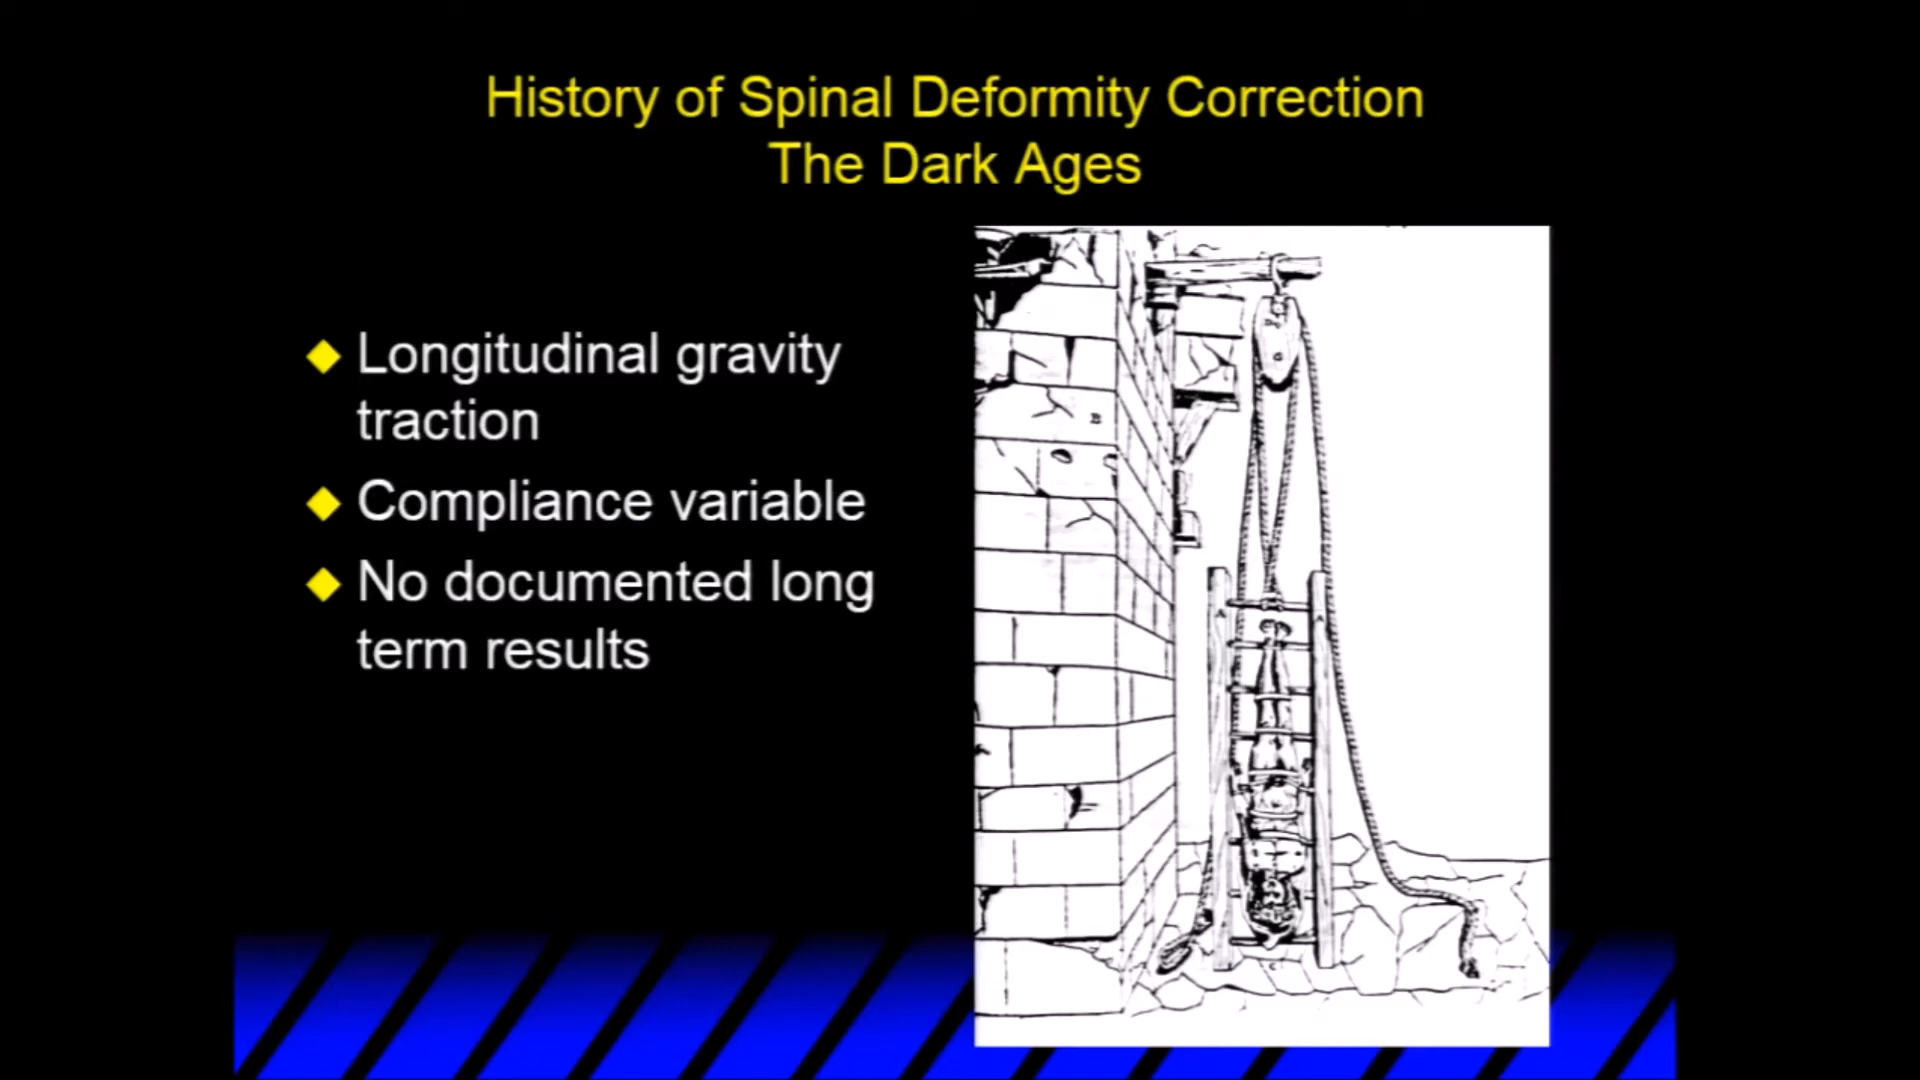 History of Spinal Deformity Correction
The Dark Ages
Longitudinal gravity
traction
Compliance variable
No documented long
term results
B
A